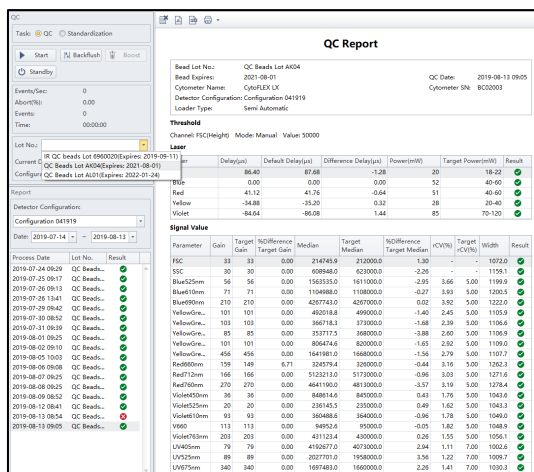 QC
Task: QC Standardization
Start Backflush Boost
Standby
Events/Sec: 0
Abort(%): 0.00
Events: 0
Time: 00:00:00
Lot No.:
IR QC beads Lot 6960020(Expires: 2019-09-11)
QC Beads Lot AK04(Expires: 2021-08-01)
QC Beads Lot AL01(Expires: 2022-01-24)
Current D
Configura
Report
Detector Configuration:
Configuration 041919
Date: 2019-07-14 - 2019-08-13
Process Date Lot No. Result
2019-07-24 09:29 QC Beads...
2019-07-25 09:17 QC Beads...
2019-07-26 09:13 QC Beads...
2019-07-26 13:41 QC Beads...
2019-07-29 09:42 QC Beads...
2019-07-30 08:52 QC Beads...
2019-07-31 09:39 QC Beads...
2019-08-01 09:25 QC Beads...
2019-08-02 09:10 QC Beads...
2019-08-05 10:03 QC Beads...
2019-08-06 09:08 QC Beads...
2019-08-07 09:25 QC Beads...
2019-08-08 09:25 QC Beads...
2019-08-09 08:52 QC Beads...
2019-08-12 08:41 QC Beads...
2019-08-13 08:54 QC Beads...
2019-08-13 09:05 QC Beads...
QC Report
Bead Lot No.: QC Beads Lot AK04
Bead Expires: 2021-08-01 QC Date: 2019-08-13 09:05
Cytometer Name: CytoFLEX LX Cytometer SN: BC02003
Detector Configuration: Configuration 041919
Loader Type: Semi Automatic
Threshold
Channel: FSC(Height) Mode: Manual Value: 50000
Laser
Delay(μs) Default Delay(μs) Difference Delay(μs) Power(mW) Target Power(mW) Result
86.40 87.68 -1.28 20 18-22
Blue 0.00 0.00 0.00 52 40-60
Red 41.12 41.76 -0.64 51 40-60
Yellow -34.88 -35.20 0.32 28 20-40
Violet -84.64 -86.08 1.44 85 70-120
Signal Value
Parameter Gain Target Gain %Difference Target Gain Median Target Median %Difference Target Median rCV(%) Target rCV(%) Width Result
FSC 33 33 0.00 214745.9 212000.0 1.30 - - 1072.0
SSC 30 30 0.00 608948.0 623000.0 -2.26 - - 1159.1
Blue525nm 56 56 0.00 1563535.0 1611000.0 -2.95 3.66 5.00 1199.9
Blue610nm 71 71 0.00 1104988.0 1108000.0 -0.27 3.93 5.00 1200.5
Blue690nm 210 210 0.00 4267743.0 4267000.0 0.02 3.92 5.00 1222.0
YellowGre... 101 101 0.00 492018.8 499000.0 -1.40 2.45 5.00 1105.9
YellowGre... 103 103 0.00 366718.3 373000.0 -1.68 2.39 5.00 1106.6
YellowGre... 85 85 0.00 353717.5 368000.0 -3.88 2.60 5.00 1106.9
YellowGre... 101 101 0.00 806474.6 820000.0 -1.65 2.92 5.00 1109.0
YellowGre... 456 456 0.00 1641981.0 1668000.0 -1.56 2.79 5.00 1107.7
Red660nm 159 149 6.71 324579.4 326000.0 -0.44 3.16 5.00 1262.3
Red712nm 166 166 0.00 5123213.0 5173000.0 -0.96 3.03 5.00 1271.6
Red760nm 270 270 0.00 4641190.0 4813000.0 -3.57 3.19 5.00 1278.4
Violet450nm 36 36 0.00 848614.6 845000.0 0.43 1.76 5.00 1043.6
Violet525nm 20 20 0.00 236145.5 235000.0 0.49 1.62 5.00 1043.3
Violet610nm 93 93 0.00 360488.6 364000.0 -0.96 1.78 5.00 1049.0
V660 113 113 0.00 94952.6 95000.0 -0.05 1.82 5.00 1048.9
Violet763nm 203 203 0.00 431123.4 430000.0 0.26 1.55 5.00 1056.1
UV405nm 79 79 0.00 4192677.0 4073000.0 2.94 1.11 7.00 1002.6
UV525nm 89 89 0.00 2027701.0 1958000.0 3.56 1.22 7.00 1009.7
UV675nm 340 340 0.00 1697483.0 1660000.0 2.26 1.41 7.00 1030.3